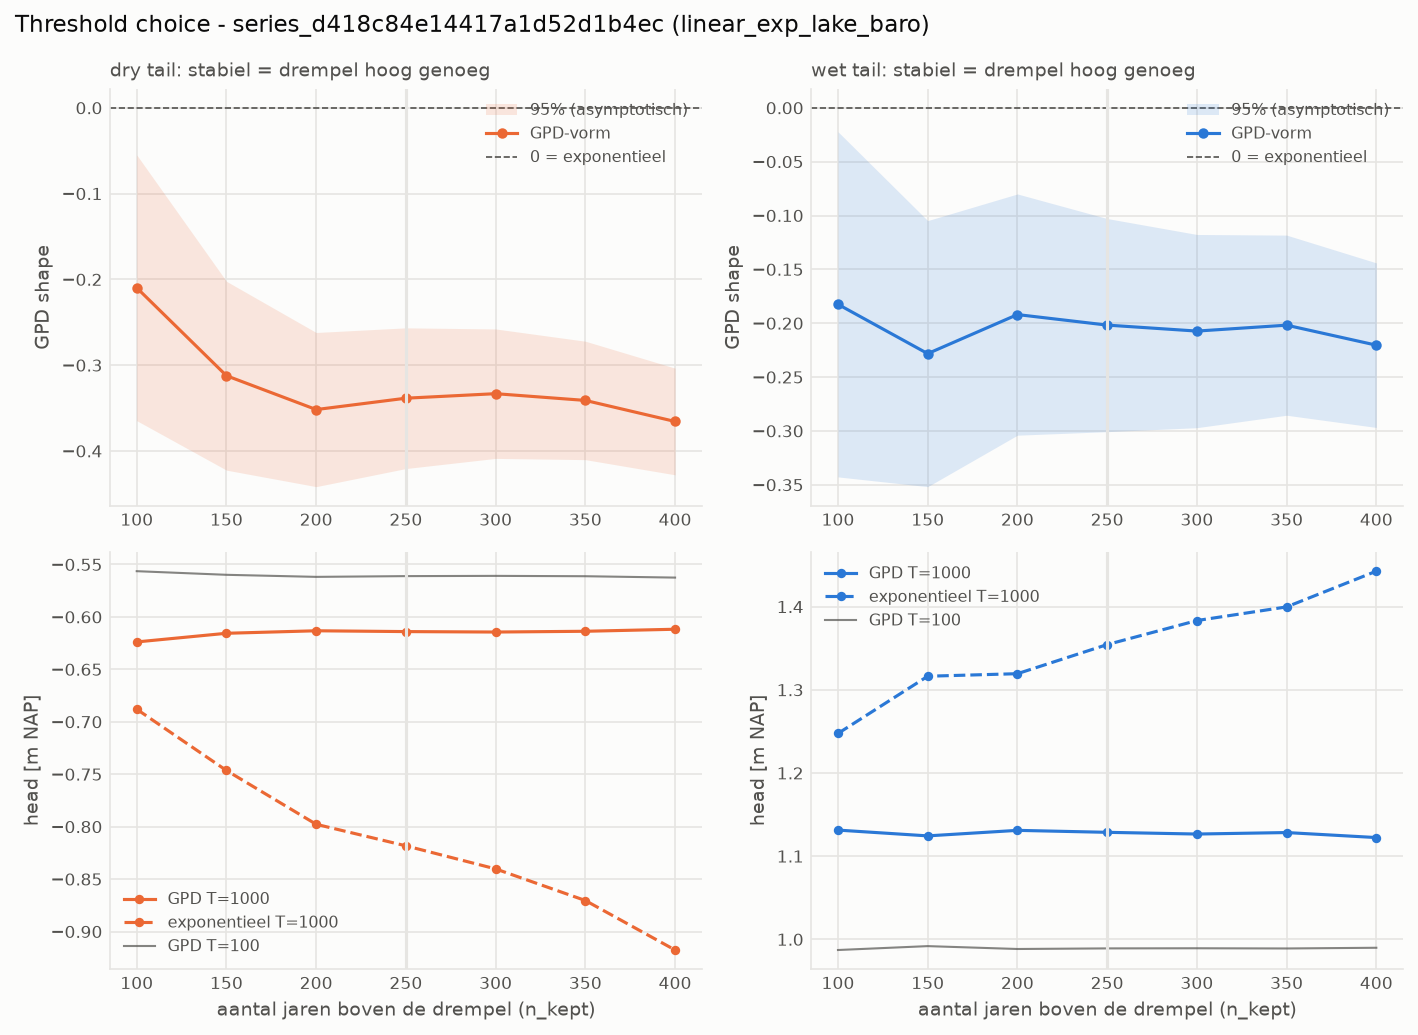 Threshold choice - series_d418c84e14417a1d52d1b4ec (linear_exp_lake_baro)
dry tail: stabiel = drempel hoog genoeg
0.0
−0.1
−0.2
−0.3
−0.4
GPD shape
95% (asymptotisch)
GPD-vorm
0 = exponentieel
100 150 200 250 300 350 400
wet tail: stabiel = drempel hoog genoeg
0.00
−0.05
−0.10
−0.15
−0.20
−0.25
−0.30
−0.35
GPD shape
95% (asymptotisch)
GPD-vorm
0 = exponentieel
100 150 200 250 300 350 400
−0.55
−0.60
−0.65
−0.70
−0.75
−0.80
−0.85
−0.90
head [m NAP]
GPD T=1000
exponentieel T=1000
GPD T=100
100 150 200 250 300 350 400
aantal jaren boven de drempel (n_kept)
1.4
1.3
1.2
1.1
1.0
head [m NAP]
GPD T=1000
exponentieel T=1000
GPD T=100
100 150 200 250 300 350 400
aantal jaren boven de drempel (n_kept)